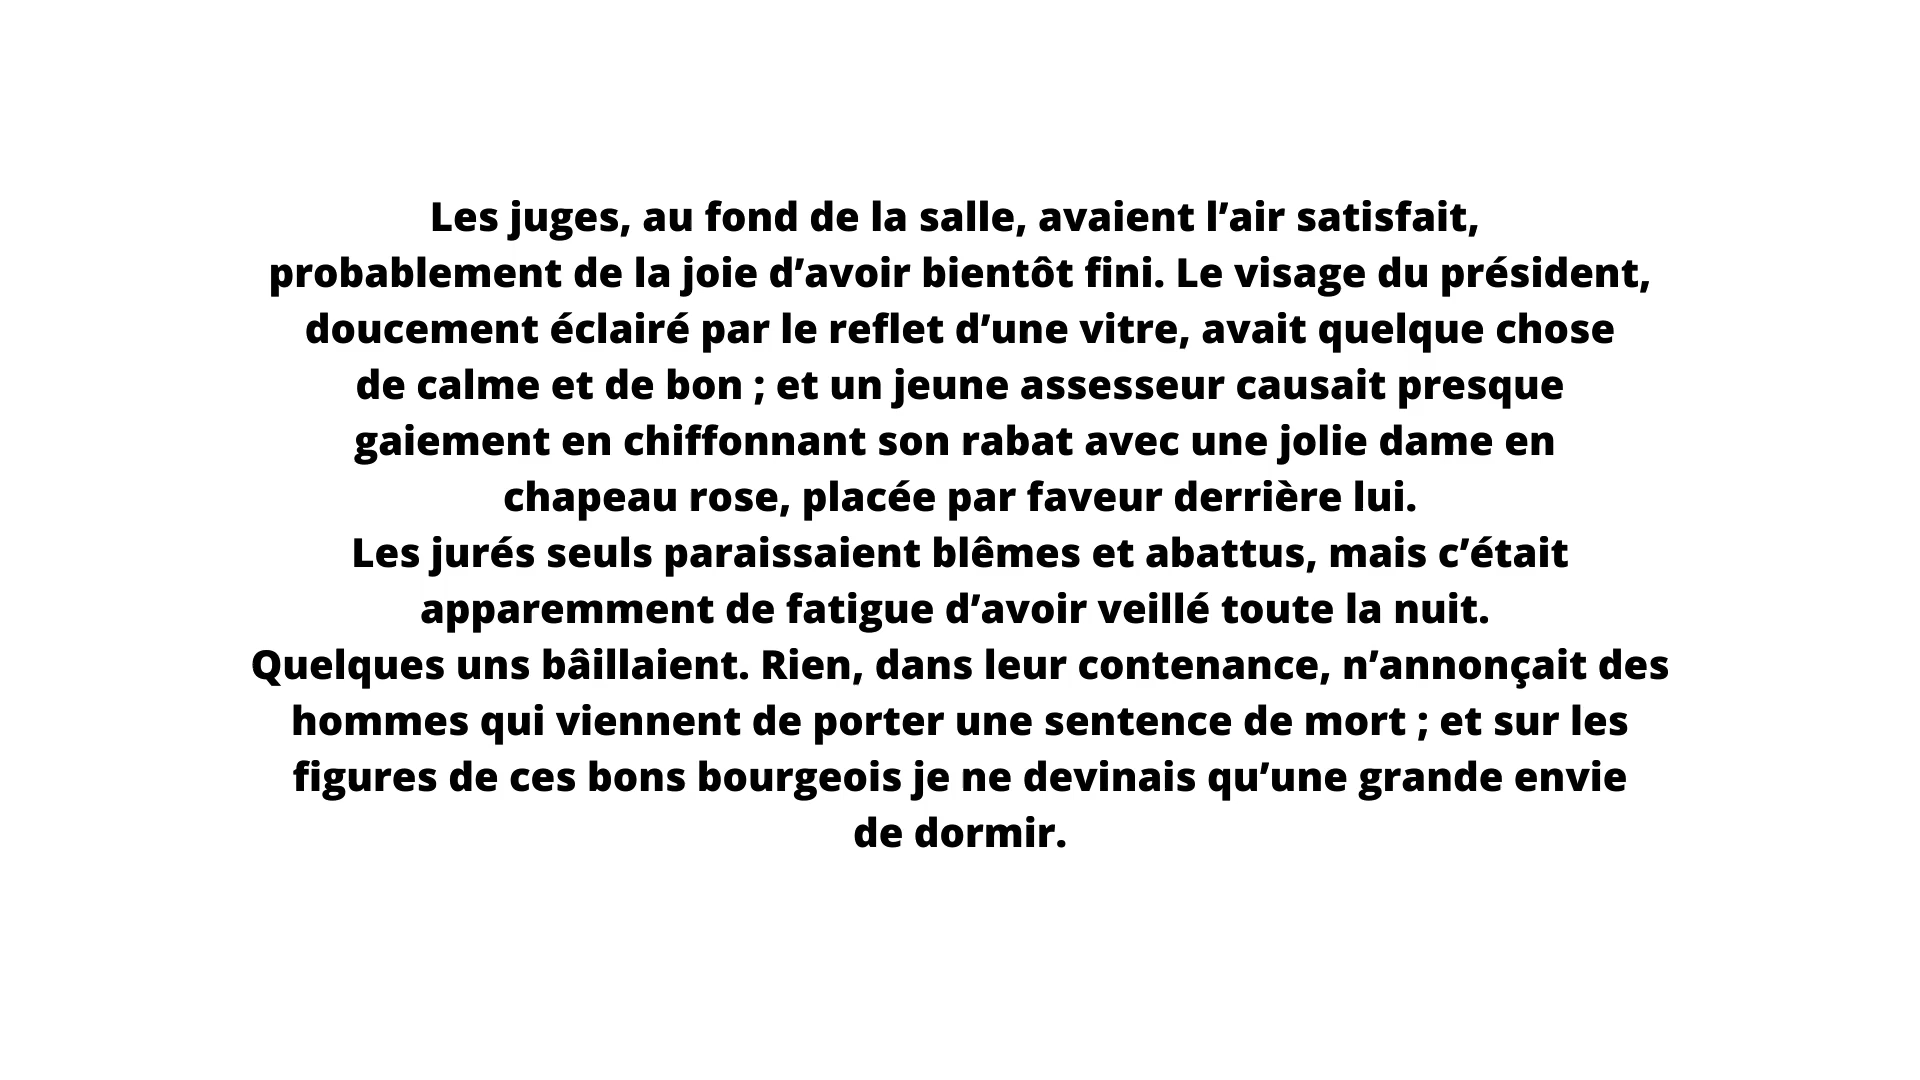 Les juges, au fond de la salle, avaient l’air satisfait,
probablement de la joie d’avoir bientôt fini. Le visage du président,
doucement éclairé par le reflet d’une vitre, avait quelque chose
de calme et de bon ; et un jeune assesseur causait presque
gaiement en chiffonnant son rabat avec une jolie dame en
chapeau rose, placée par faveur derrière lui.
Les jurés seuls paraissaient blêmes et abattus, mais c’était
apparemment de fatigue d’avoir veillé toute la nuit.
Quelques uns bâillaient. Rien, dans leur contenance, n’annonçait des
hommes qui viennent de porter une sentence de mort ; et sur les
figures de ces bons bourgeois je ne devinais qu’une grande envie
de dormir.